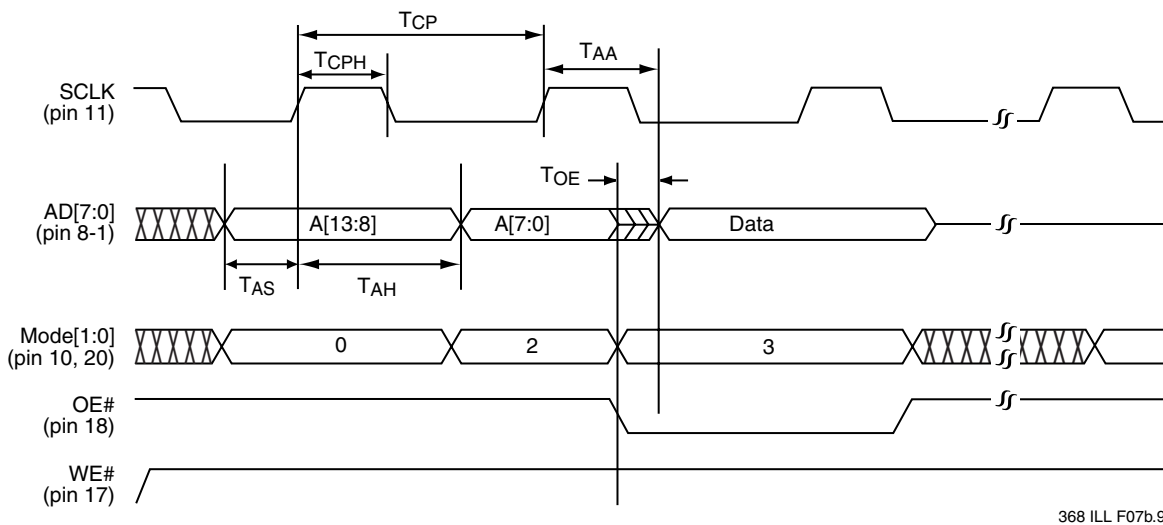 TCP
TCPH
TAA
SCLK
(pin 11)
TOE
AD[7:0]
(pin 8-1)
A[13:8]
A[7:0]
Data
TAS
TAH
Mode[1:0]
(pin 10, 20)
0
2
3
OE#
(pin 18)
WE#
(pin 17)
368 ILL F07b.9